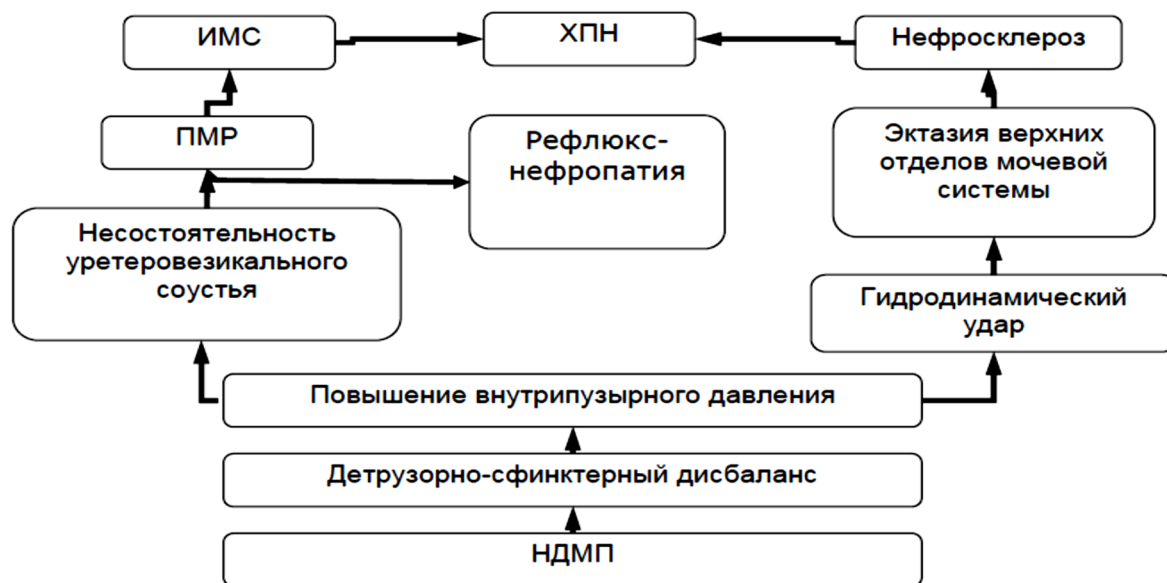 ИМС
ХПН
Нефросклероз
ПМР
Рефлюкс-
нефропатия
Эктазия верхних
отделов мочевой
системы
Несостоятельность
уретеровезикального
соустья
Гидродинамический
удар
Повышение внутрипузырного давления
Детрузорно-сфинктерный дисбаланс
НДМП